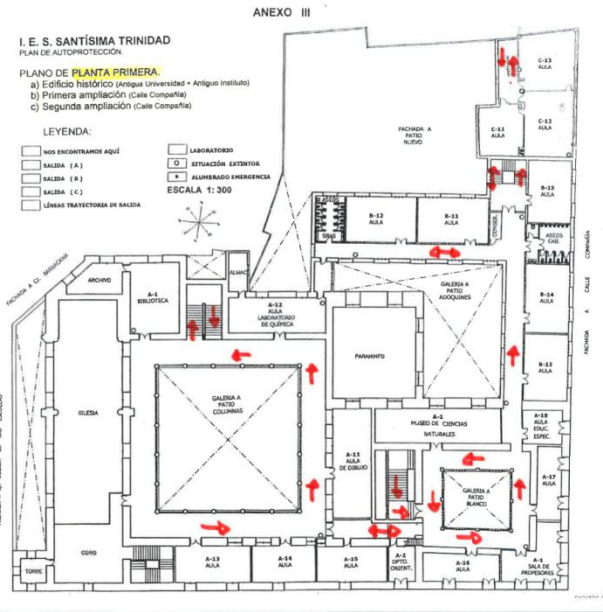 ANEXO III
I. E. S. SANTÍSIMA TRINIDAD
PLAN DE AUTOPROTECCIÓN.
PLANO DE PLANTA PRIMERA.
a) Edificio histórico (Antigua Universidad + Antiguo Instituto)
b) Primera ampliación (Calle Compañía)
c) Segunda ampliación (Calle Compañía)
LEYENDA:
NOS ENCONTRAMOS AQUÍ
SALIDA (A)
SALIDA (B)
SALIDA (C)
LÍNEAS TRAYECTORIA DE SALIDA
LABORATORIO
SITUACIÓN EXTINTOR
ALUMBRADO EMERGENCIA
ESCALA 1:300
C-13
AULA
C-11
AULA
C-12
AULA
FACHADA A
PATIO
NUEVO
B-15
AULA
ASEOS
SRAS
B-12
AULA
B-11
AULA
CONSER.
ASEOS
CAB.
FACHADA A CALLE COMPAÑÍA
FACHADA A C/.
ARCHIVO
A-1
BIBLIOTECA
ALMAC
A-12
AULA
LABORATORIO
DE QUÍMICA
GALERIA A
PATIO
ADOQUINES
B-14
AULA
PARANINFO
B-13
AULA
IGLESIA
GALERIA A
PATIO
COLUMNAS
A-1
MUSEO DE CIENCIAS
NATURALES
A-18
AULA
EDUC.
ESPEC.
A-11
AULA
DE DIBUJO
A-17
AULA
GALERIA A
PATIO
BLANCO
CORO
TORRE
A-13
AULA
A-14
AULA
A-15
AULA
A-1
DPTO.
ORIENT.
A-16
AULA
A-1
SALA DE
PROFESORES